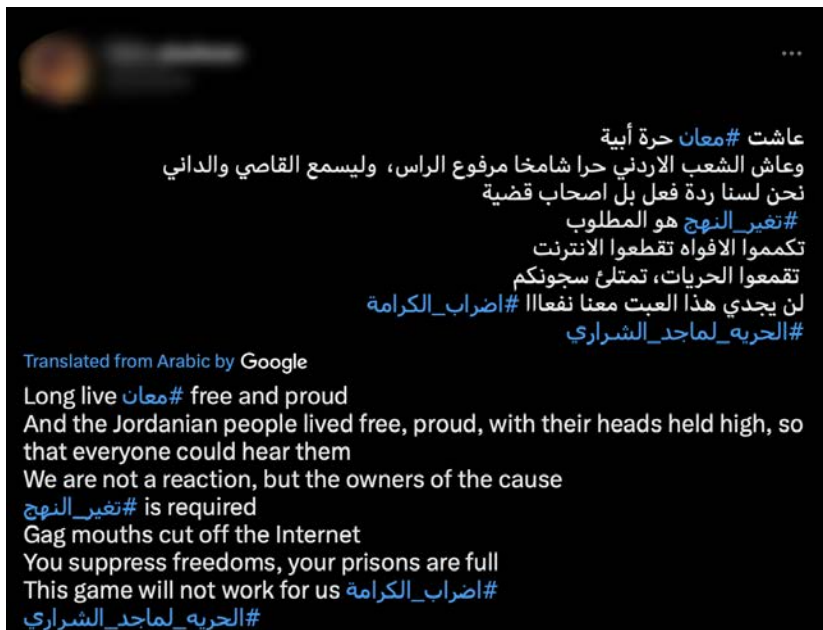 عاشت #معان حرة أبية
وعاش الشعب الاردني حرا شامخا مرفوع الراس، وليسمع القاصي والداني
نحن لسنا ردة فعل بل اصحاب قضية
#تغير_النهج هو المطلوب
تكمموا الافواه تقطعوا الانترنت
تقمعوا الحريات، تمتلئ سجونكم
لن يجدي هذا العبت معنا نفعااا #اضراب_الكرامة
#الحريه_لماجد_الشراري
Translated from Arabic by Google
Long live #معان free and proud
And the Jordanian people lived free, proud, with their heads held high, so
that everyone could hear them
We are not a reaction, but the owners of the cause
#تغير_النهج is required
Gag mouths cut off the Internet
You suppress freedoms, your prisons are full
This game will not work for us #اضراب_الكرامة
#الحريه_لماجد_الشراري